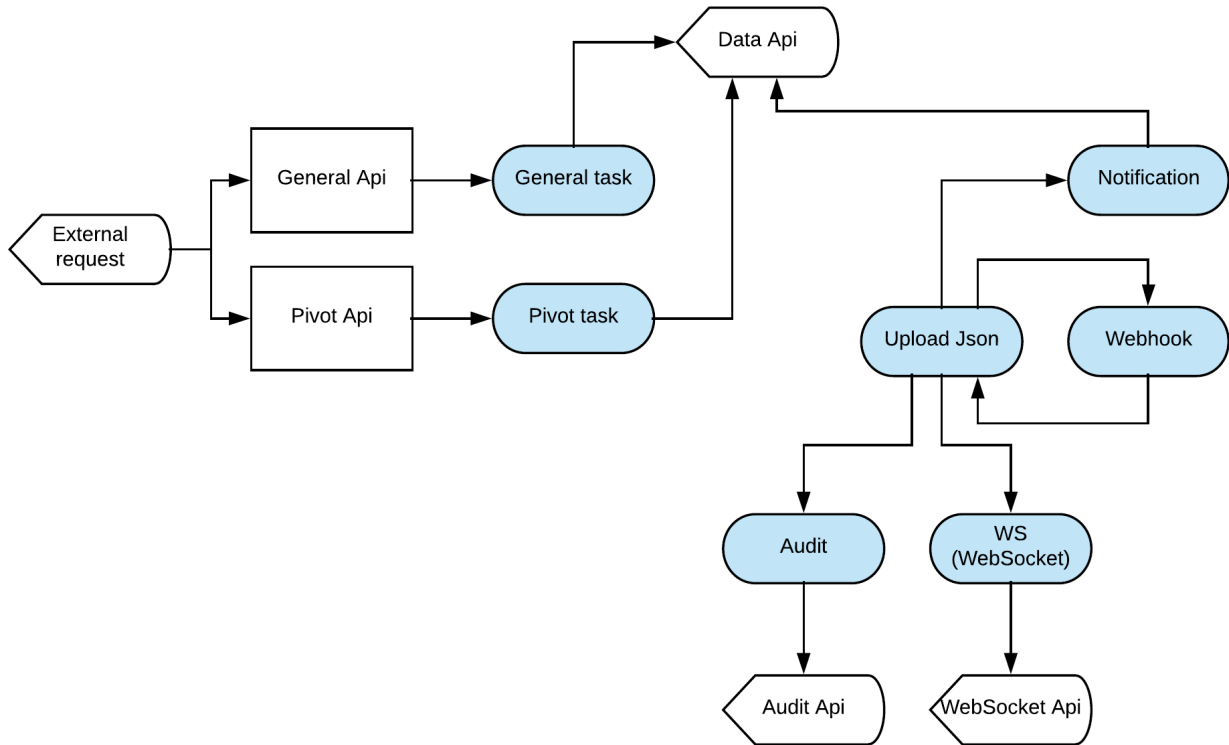 Data Api
General Api
General task
Notification
External
request
Pivot Api
Pivot task
Upload Json
Webhook
Audit
WS
(WebSocket)
Audit Api
WebSocket Api